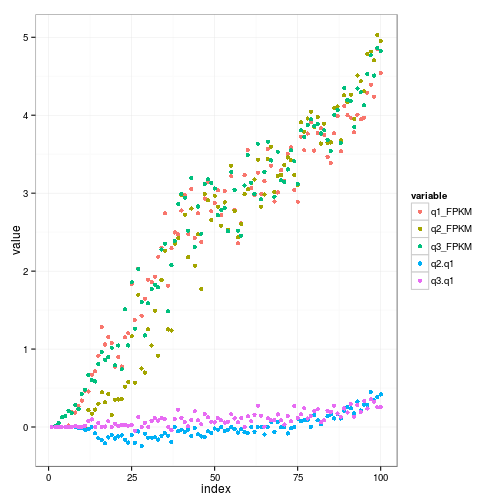 5
4
3
2
1
0
value
0
25
50
75
100
index
variable
q1_FPKM
q2_FPKM
q3_FPKM
q2.q1
q3.q1